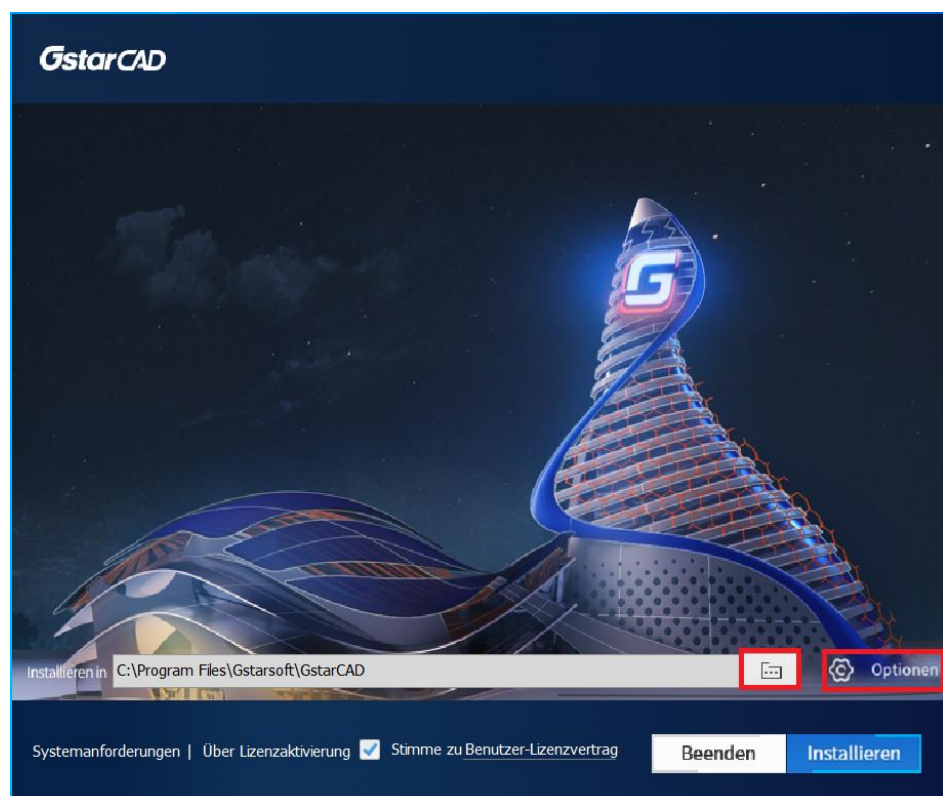 GstarCAD
G
Installieren in C:\Program Files\Gstarsoft\GstarCAD Optionen
Systemanforderungen | Über Lizenzaktivierung Stimme zu Benutzer-Lizenzvertrag Beenden Installieren